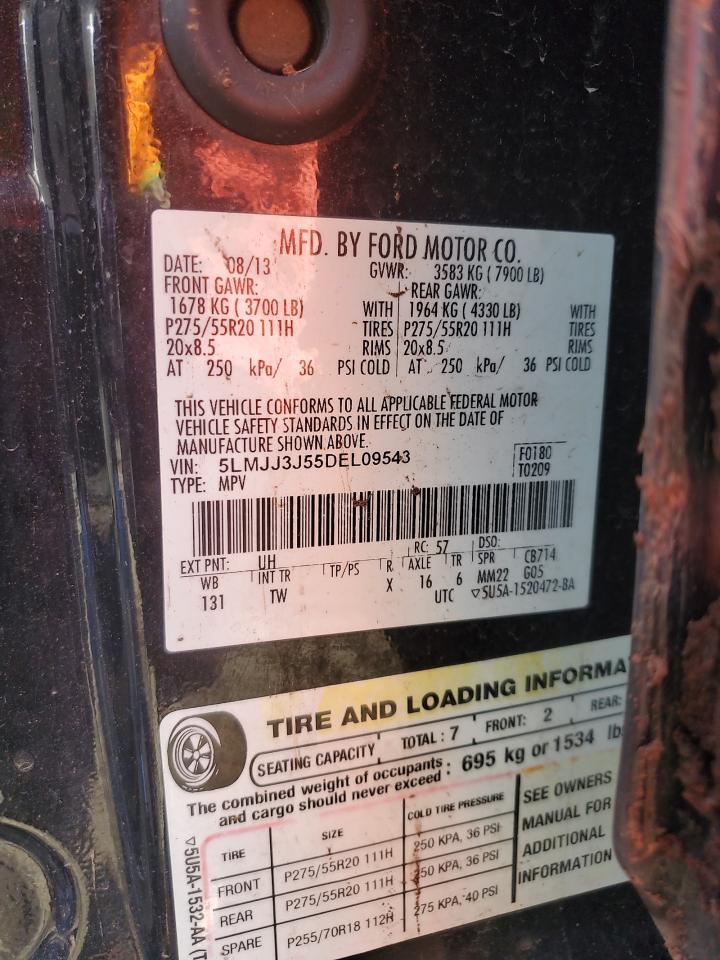 MFD. BY FORD MOTOR CO.
DATE: 08/13 GVWR: 3583 KG ( 7900 LB)
FRONT GAWR: REAR GAWR:
1678 KG ( 3700 LB) WITH 1964 KG ( 4330 LB) WITH
P275/55R20 111H TIRES P275/55R20 111H TIRES
20x8.5 RIMS 20x8.5 RIMS
AT 250 kPa/ 36 PSI COLD AT 250 kPa/ 36 PSI COLD
THIS VEHICLE CONFORMS TO ALL APPLICABLE FEDERAL MOTOR
VEHICLE SAFETY STANDARDS IN EFFECT ON THE DATE OF
MANUFACTURE SHOWN ABOVE.
VIN: 5LMJJ3J55DEL09543 F0180
TYPE: MPV T0209
EXT PNT: UH RC: 57 DSO:
WB INT TR TP/PS R AXLE TR SPR CB714
131 TW X 16 6 MM22 G05
UTC ▽5U5A-1520472-BA
TIRE AND LOADING INFORMA
SEATING CAPACITY TOTAL : 7 FRONT: 2 REAR:
The combined weight of occupants and cargo should never exceed : 695 kg or 1534 lb
TIRE SIZE COLD TIRE PRESSURE SEE OWNERS
FRONT P275/55R20 111H 250 KPA, 36 PSI MANUAL FOR
REAR P275/55R20 111H 250 KPA, 36 PSI ADDITIONAL
SPARE P255/70R18 112H 275 KPA, 40 PSI INFORMATION
▽5U5A-1532-AA (T